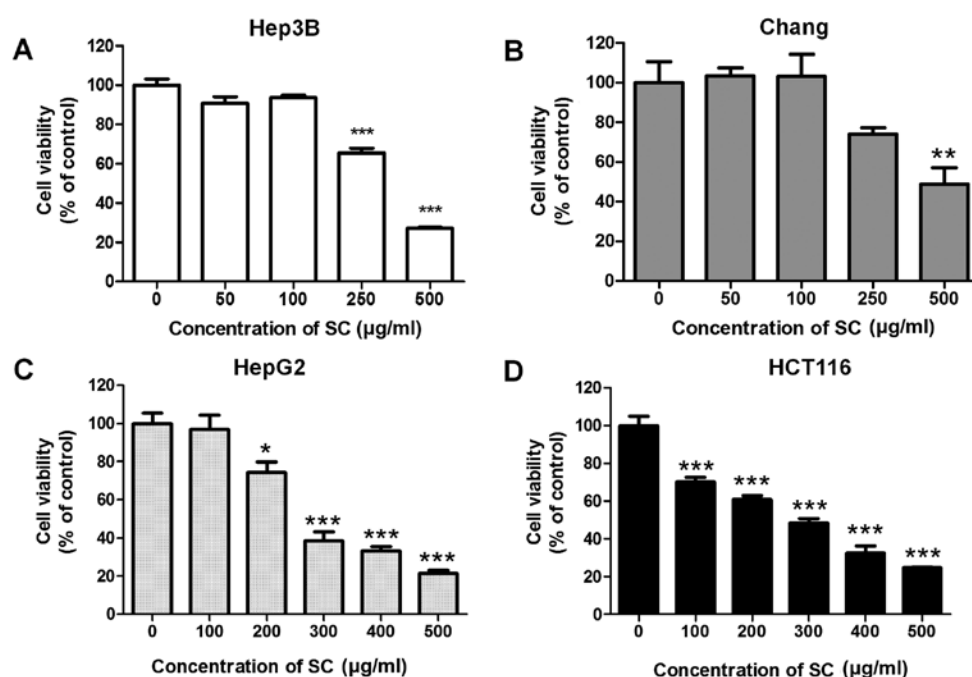 A
Hep3B
Cell viability
(% of control)
120
100
80
60
40
20
0
***
***
0 50 100 250 500
Concentration of SC (µg/ml)
B
Chang
Cell viability
(% of control)
120
100
80
60
40
20
0
**
0 50 100 250 500
Concentration of SC (µg/ml)
C
HepG2
Cell viability
(% of control)
120
100
80
60
40
20
0
*
***
***
***
0 100 200 300 400 500
Concentration of SC (µg/ml)
D
HCT116
Cell viability
(% of control)
120
100
80
60
40
20
0
***
***
***
***
***
0 100 200 300 400 500
Concentration of SC (µg/ml)